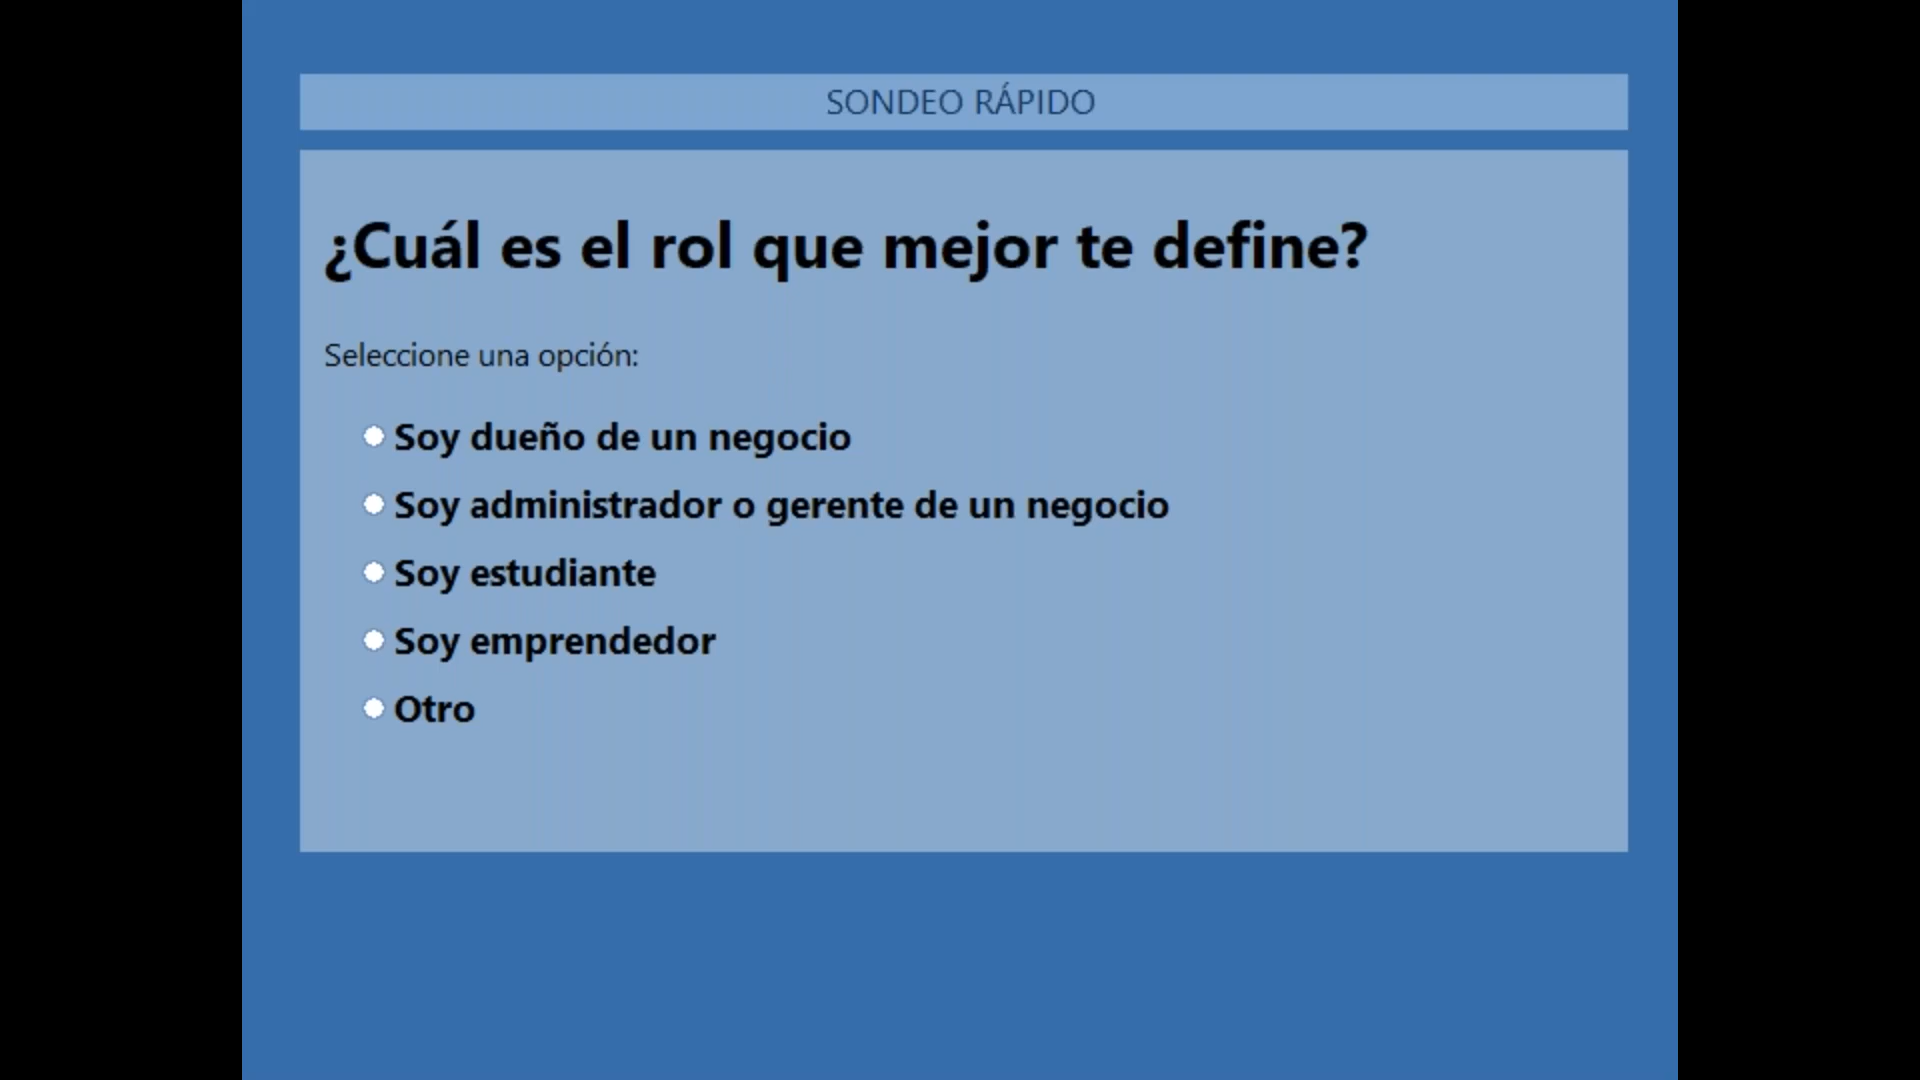 SONDEO RÁPIDO
¿Cuál es el rol que mejor te define?
Seleccione una opción:
Soy dueño de un negocio
Soy administrador o gerente de un negocio
Soy estudiante
Soy emprendedor
Otro